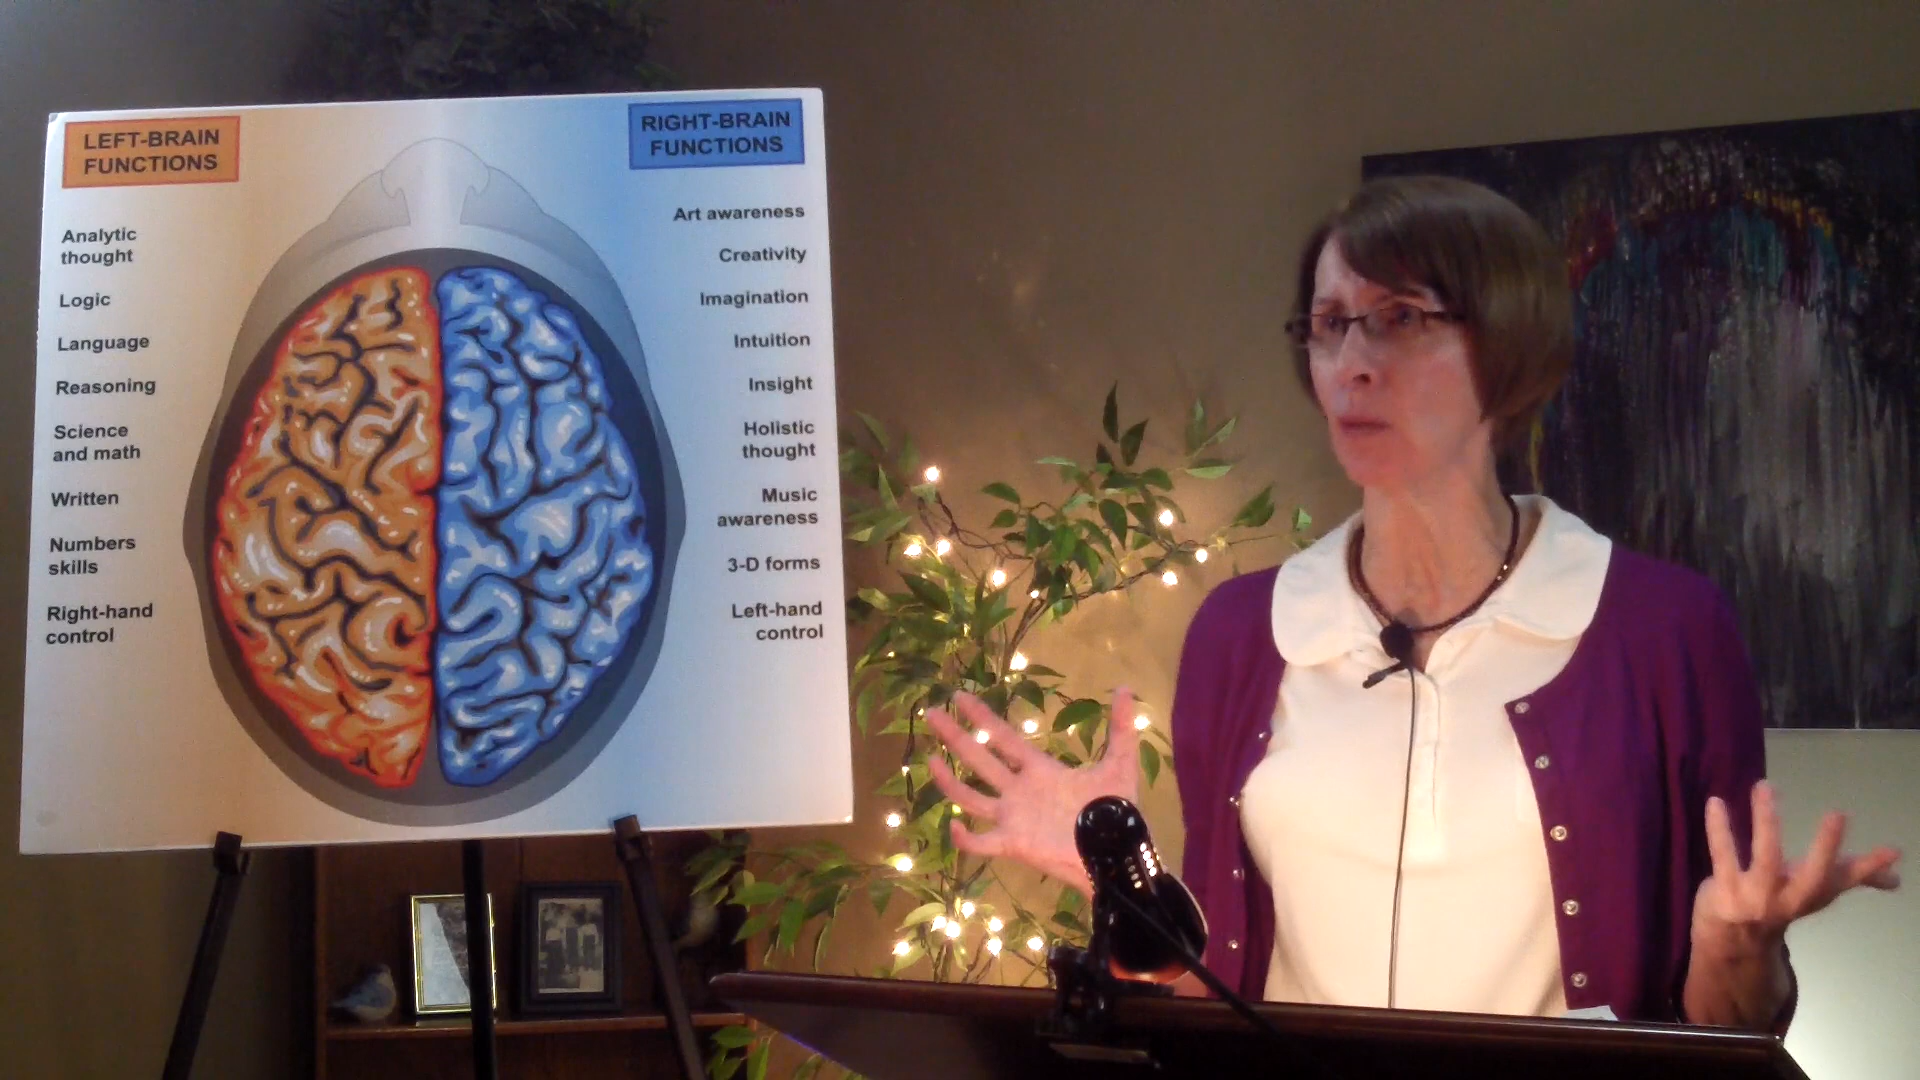 LEFT-BRAIN
FUNCTIONS
Analytic
thought
Logic
Language
Reasoning
Science
and math
Written
Numbers
skills
Right-hand
control
RIGHT-BRAIN
FUNCTIONS
Art awareness
Creativity
Imagination
Intuition
Insight
Holistic
thought
Music
awareness
3-D forms
Left-hand
control